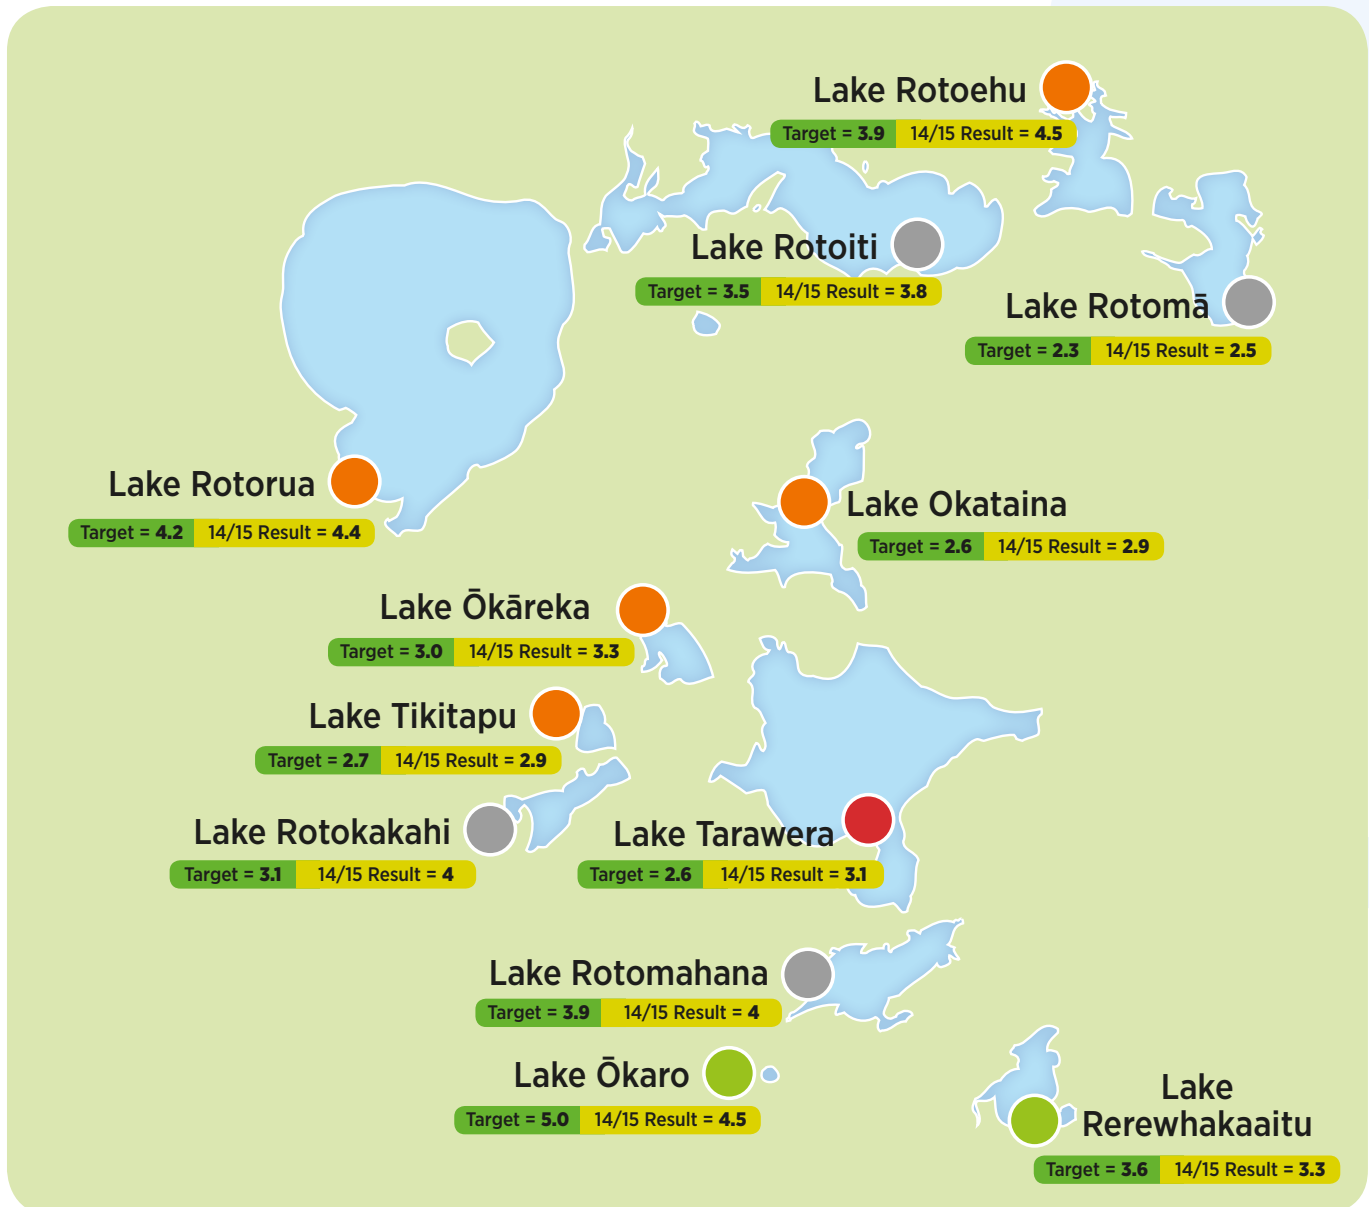 Lake Rotoehu
Target = 3.9 14/15 Result = 4.5
Lake Rotoiti
Target = 3.5 14/15 Result = 3.8
Lake Rotomā
Target = 2.3 14/15 Result = 2.5
Lake Rotorua
Target = 4.2 14/15 Result = 4.4
Lake Okataina
Target = 2.6 14/15 Result = 2.9
Lake Ōkāreka
Target = 3.0 14/15 Result = 3.3
Lake Tikitapu
Target = 2.7 14/15 Result = 2.9
Lake Rotokakahi
Target = 3.1 14/15 Result = 4
Lake Tarawera
Target = 2.6 14/15 Result = 3.1
Lake Rotomahana
Target = 3.9 14/15 Result = 4
Lake Ōkaro
Target = 5.0 14/15 Result = 4.5
Lake
Rerewhakaaitu
Target = 3.6 14/15 Result = 3.3